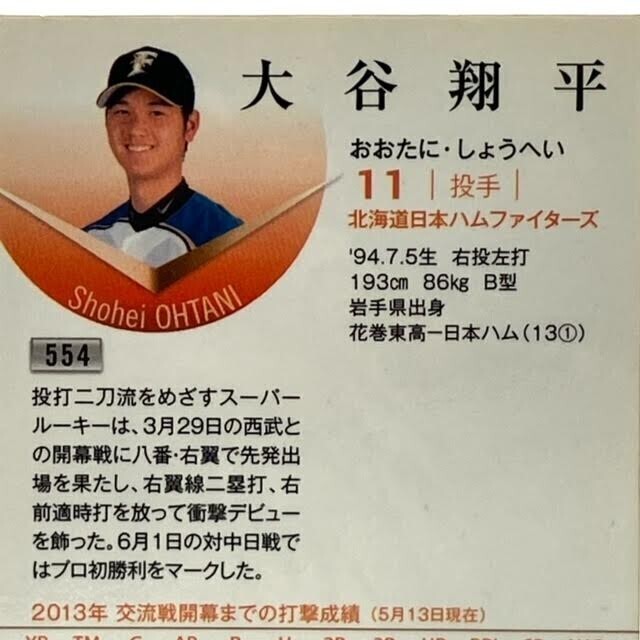 大谷翔平
おおたに・しょうへい
11 | 投手 |
北海道日本ハムファイターズ
'94.7.5生 右投左打
193cm 86kg B型
岩手県出身
花巻東高ー日本ハム(13①)
F
Shohei OHTANI
554
投打二刀流をめざすスーパー
ルーキーは、3月29日の西武と
の開幕戦に八番・右翼で先発出
場を果たし、右翼線二塁打、右
前適時打を放って衝撃デビュー
を飾った。6月1日の対中日戦で
はプロ初勝利をマークした。
2013年 交流戦開幕までの打撃成績 (5月13日現在)